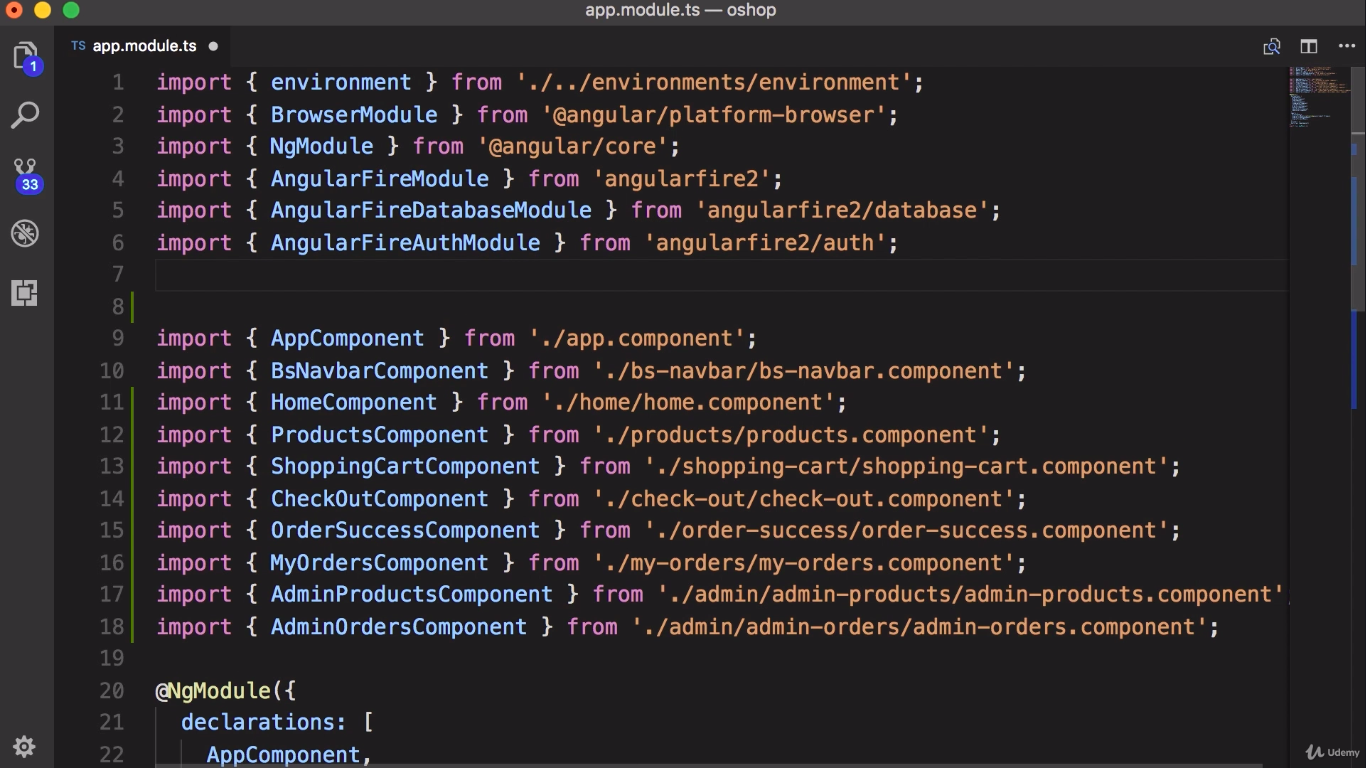 app.module.ts — oshop
TS app.module.ts
1
33
1 import { environment } from './../environments/environment';
2 import { BrowserModule } from '@angular/platform-browser';
3 import { NgModule } from '@angular/core';
4 import { AngularFireModule } from 'angularfire2';
5 import { AngularFireDatabaseModule } from 'angularfire2/database';
6 import { AngularFireAuthModule } from 'angularfire2/auth';
7
8
9 import { AppComponent } from './app.component';
10 import { BsNavbarComponent } from './bs-navbar/bs-navbar.component';
11 import { HomeComponent } from './home/home.component';
12 import { ProductsComponent } from './products/products.component';
13 import { ShoppingCartComponent } from './shopping-cart/shopping-cart.component';
14 import { CheckOutComponent } from './check-out/check-out.component';
15 import { OrderSuccessComponent } from './order-success/order-success.component';
16 import { MyOrdersComponent } from './my-orders/my-orders.component';
17 import { AdminProductsComponent } from './admin/admin-products/admin-products.component'
18 import { AdminOrdersComponent } from './admin/admin-orders/admin-orders.component';
19
20 @NgModule({
21 declarations: [
22 AppComponent,
Udemy